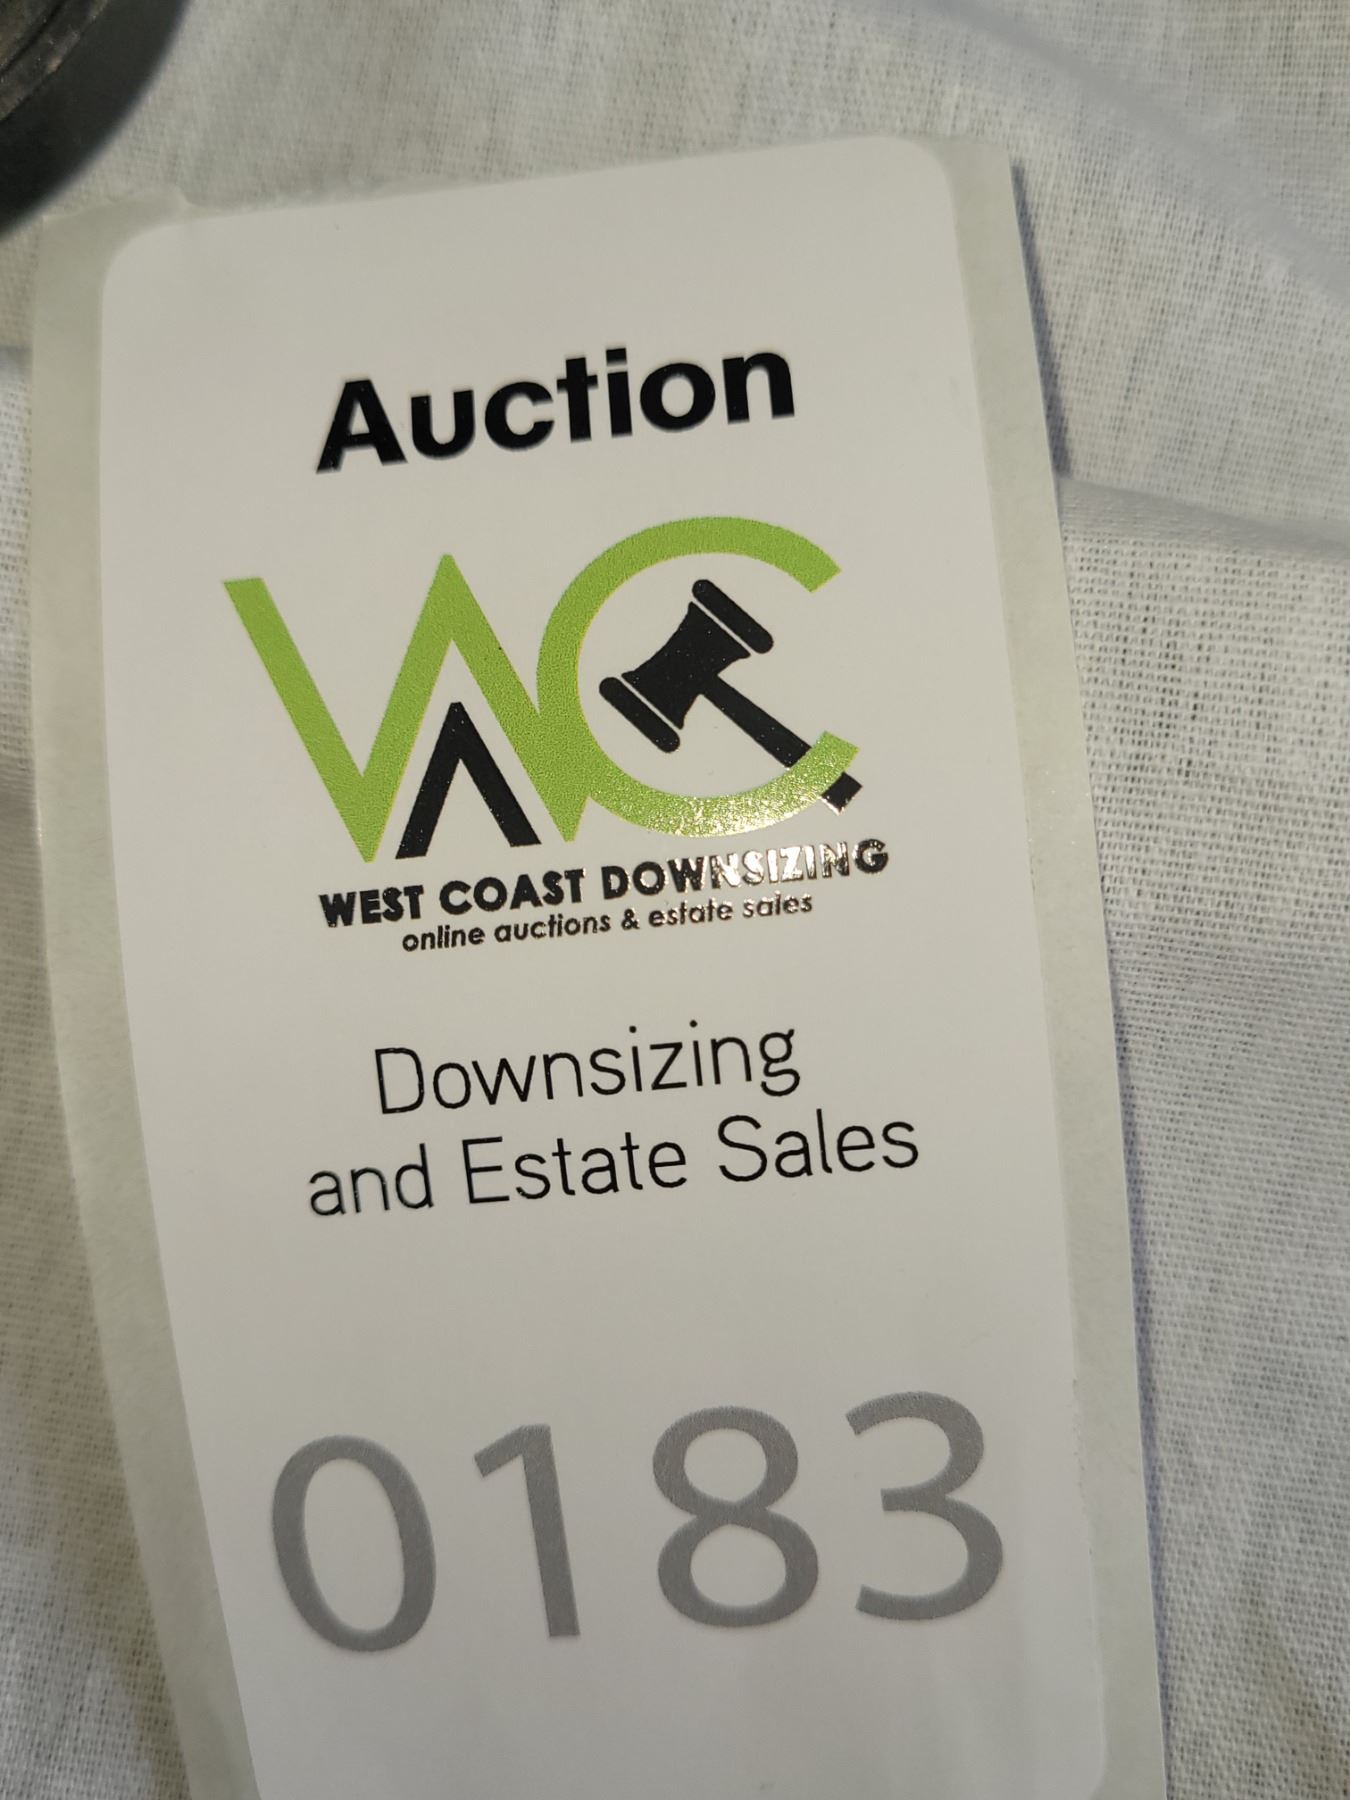 Auction
WC
WEST COAST DOWNSIZING
online auctions & estate sales
Downsizing
and Estate Sales
0183